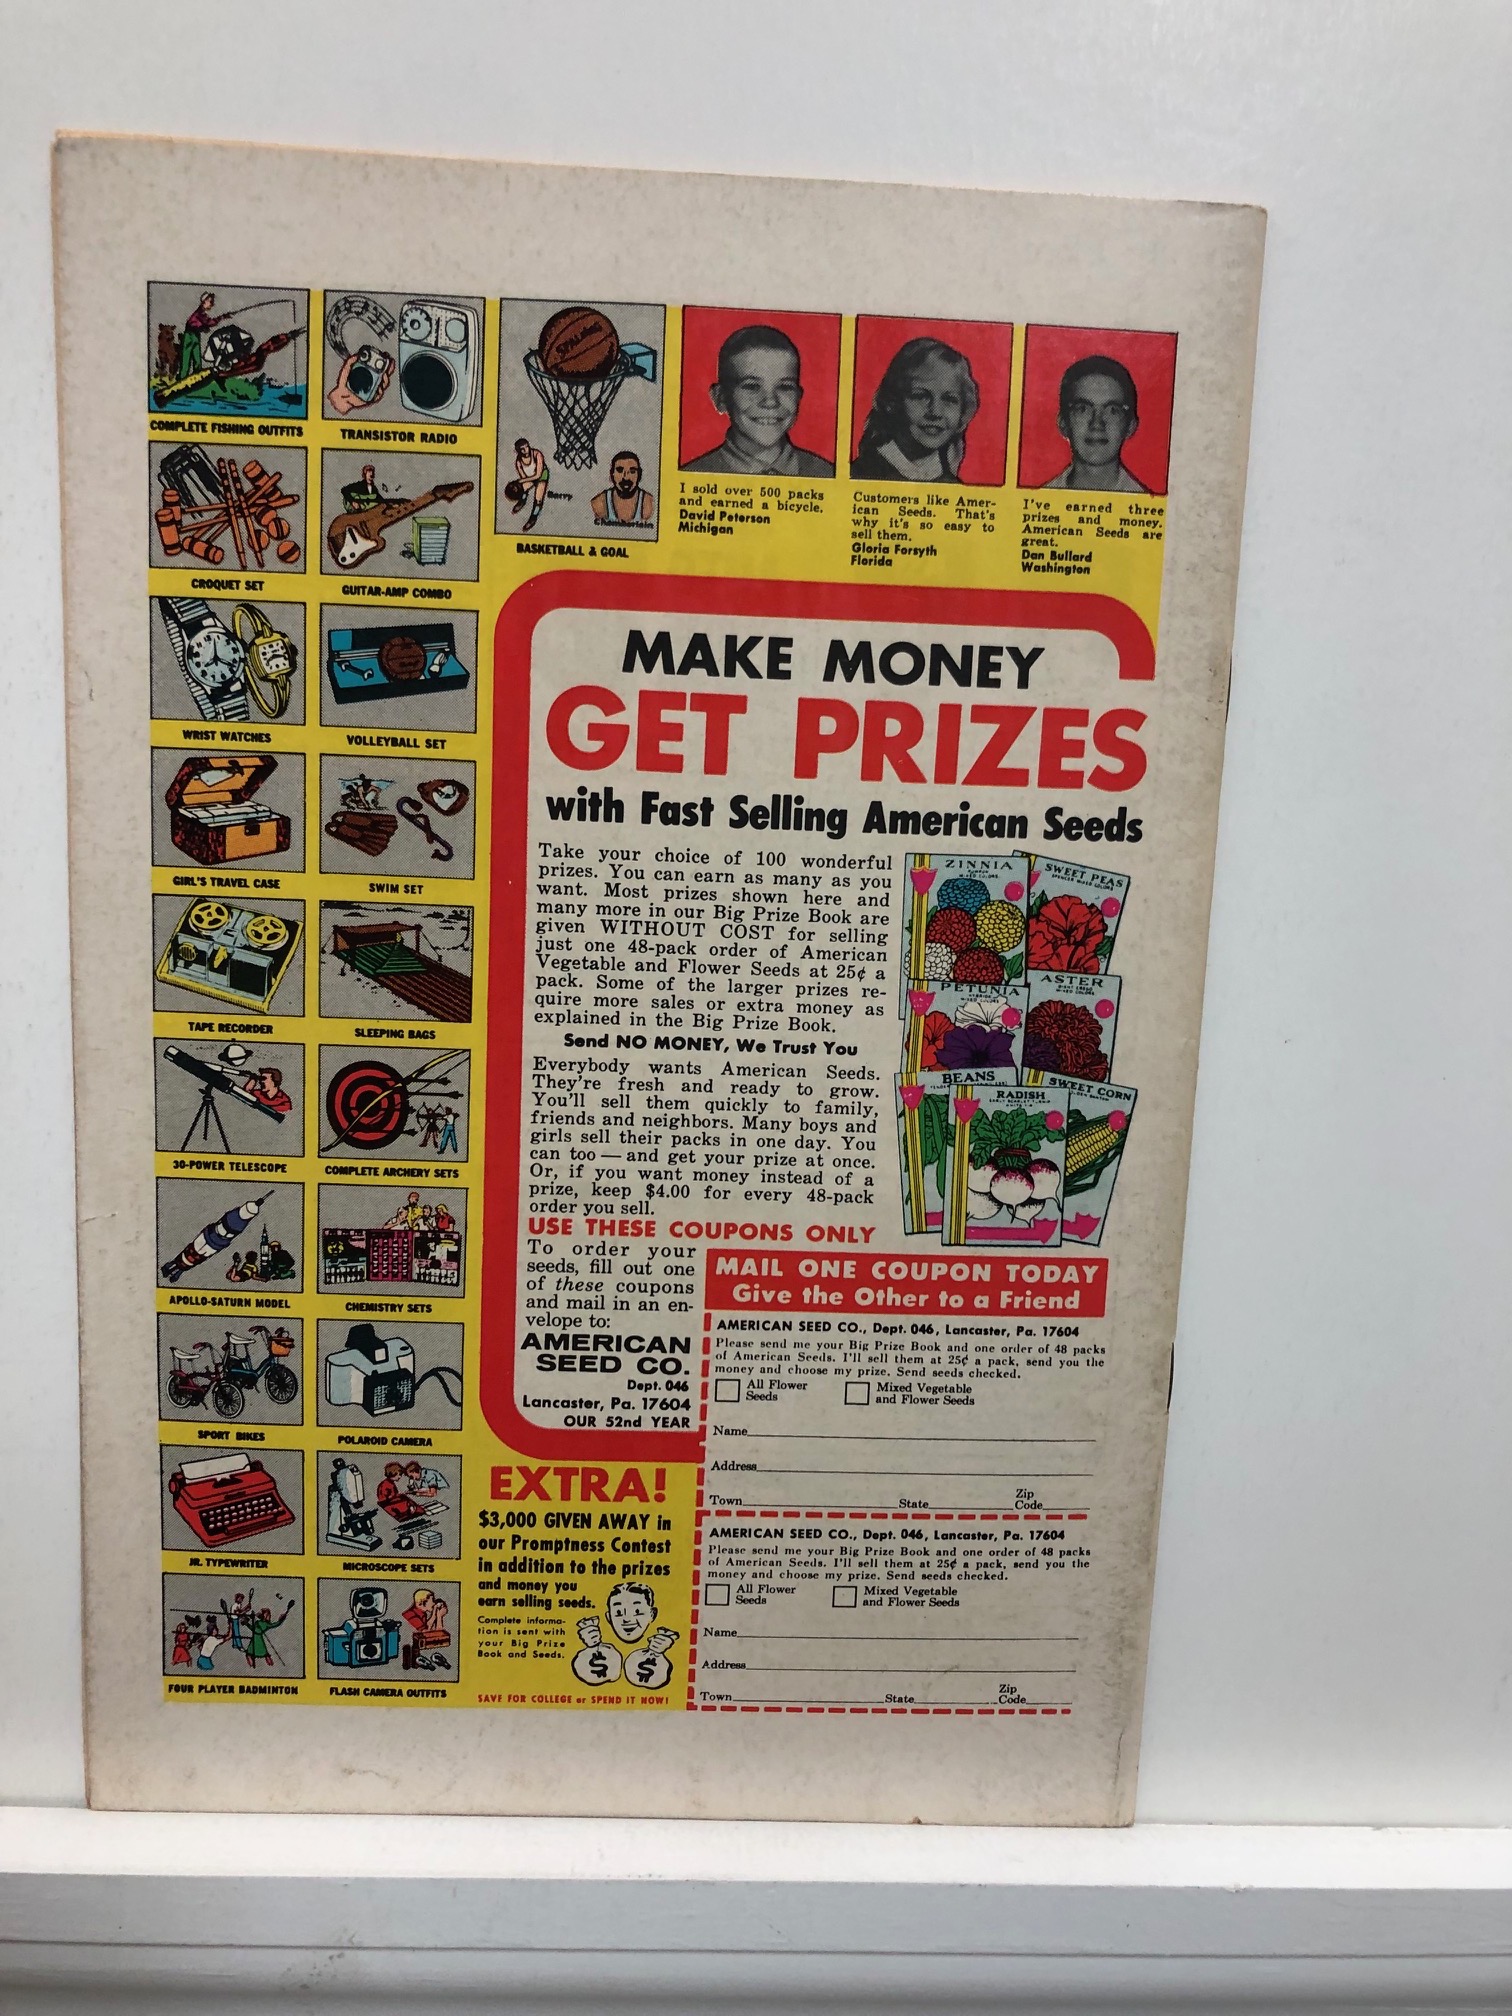 COMPLETE FISHING OUTFITS
TRANSISTOR RADIO
SPALDING
Barry
Chamberlain
BASKETBALL & GOAL
CROQUET SET
GUITAR-AMP COMBO
WRIST WATCHES
VOLLEYBALL SET
GIRL'S TRAVEL CASE
SWIM SET
TAPE RECORDER
SLEEPING BAGS
30-POWER TELESCOPE
COMPLETE ARCHERY SETS
APOLLO-SATURN MODEL
CHEMISTRY SETS
SPORT BIKES
POLAROID CAMERA
JR. TYPEWRITER
MICROSCOPE SETS
FOUR PLAYER BADMINTON
FLASH CAMERA OUTFITS
I sold over 500 packs
and earned a bicycle.
David Peterson
Michigan
Customers like Amer-
ican Seeds. That's
why it's so easy to
sell them.
Gloria Forsyth
Florida
I've earned three
prizes and money.
American Seeds are
great.
Dan Bullard
Washington
MAKE MONEY
GET PRIZES
with Fast Selling American Seeds
Take your choice of 100 wonderful
prizes. You can earn as many as you
want. Most prizes shown here and
many more in our Big Prize Book are
given WITHOUT COST for selling
just one 48-pack order of American
Vegetable and Flower Seeds at 25¢ a
pack. Some of the larger prizes re-
quire more sales or extra money as
explained in the Big Prize Book.
Send NO MONEY, We Trust You
Everybody wants American Seeds.
They're fresh and ready to grow.
You'll sell them quickly to family,
friends and neighbors. Many boys and
girls sell their packs in one day. You
can too — and get your prize at once.
Or, if you want money instead of a
prize, keep $4.00 for every 48-pack
order you sell.
USE THESE COUPONS ONLY
To order your
seeds, fill out one
of these coupons
and mail in an en-
velope to:
AMERICAN
SEED CO.
Dept. 046
Lancaster, Pa. 17604
OUR 52nd YEAR
ZINNIA
SWEET PEAS
PETUNIA
ASTER
BEANS
RADISH
SWEET CORN
MAIL ONE COUPON TODAY
Give the Other to a Friend
AMERICAN SEED CO., Dept. 046, Lancaster, Pa. 17604
Please send me your Big Prize Book and one order of 48 packs
of American Seeds. I'll sell them at 25¢ a pack, send you the
money and choose my prize. Send seeds checked.
All Flower
Seeds
Mixed Vegetable
and Flower Seeds
Name
Address
Town State Zip
Code
AMERICAN SEED CO., Dept. 046, Lancaster, Pa. 17604
Please send me your Big Prize Book and one order of 48 packs
of American Seeds. I'll sell them at 25¢ a pack, send you the
money and choose my prize. Send seeds checked.
All Flower
Seeds
Mixed Vegetable
and Flower Seeds
Name
Address
Town State Zip
Code
EXTRA!
$3,000 GIVEN AWAY in
our Promptness Contest
in addition to the prizes
and money you
earn selling seeds.
Complete informa-
tion is sent with
your Big Prize
Book and Seeds.
$ $
SAVE FOR COLLEGE or SPEND IT NOW!